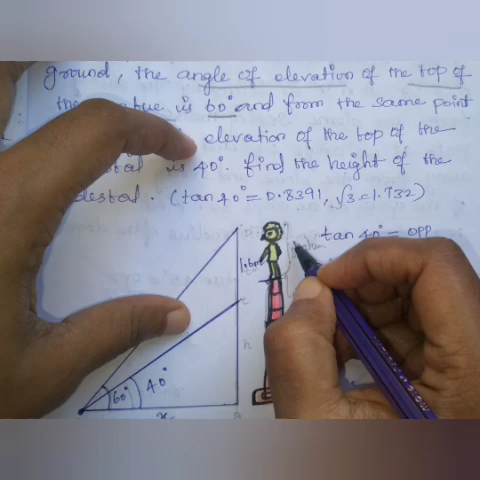 ground, the angle of elevation of the top of
the statue is 60° and from the same point
elevation of the top of the
is 40°. find the height of the
(tan 40° = 0.8391, √3 = 1.732)
tan 40° = opp
1.6m
h
60° 40°